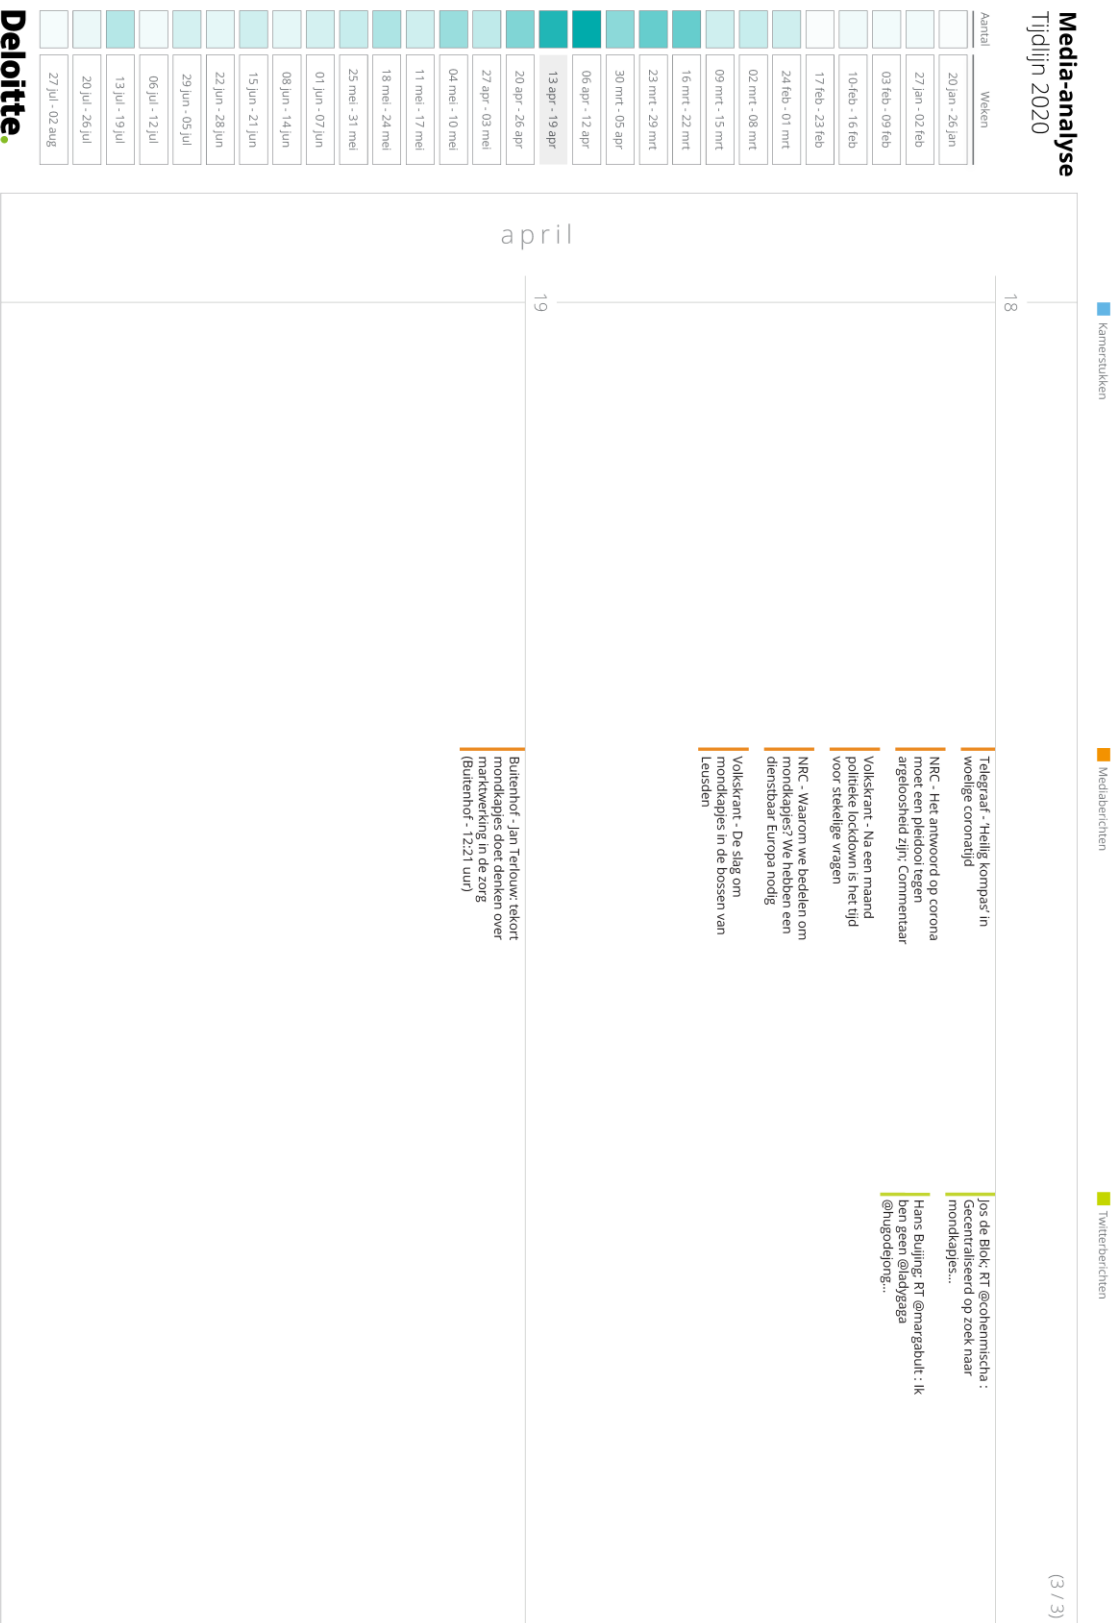 Media-analyse
Tijdlijn 2020
Aantal
Weken
20 jan - 26 jan
27 jan - 02 feb
03 feb - 09 feb
10-feb - 16 feb
17 feb - 23 feb
24 feb - 01 mrt
02 mrt - 08 mrt
09 mrt - 15 mrt
16 mrt - 22 mrt
23 mrt - 29 mrt
30 mrt - 05 apr
06 apr - 12 apr
13 apr - 19 apr
20 apr - 26 apr
27 apr - 03 mei
04 mei - 10 mei
11 mei - 17 mei
18 mei - 24 mei
25 mei - 31 mei
01 jun - 07 jun
08 jun - 14 jun
15 jun - 21 jun
22 jun - 28 jun
29 jun - 05 jul
06 jul - 12 jul
13 jul - 19 jul
20 jul - 26 jul
27 jul - 02 aug
Deloitte.
Kamerstukken
Mediaberichten
Twitterberichten
(3 / 3)
april
18
Telegraaf - 'Heilig kompas' in
woelige coronatijd
NRC - Het antwoord op corona
moet een pleidooi tegen
argeloosheid zijn; Commentaar
Volkskrant - Na een maand
politieke lockdown is het tijd
voor stekelige vragen
NRC - Waarom we bedelen om
mondkapjes? We hebben een
dienstbaar Europa nodig
Volkskrant - De slag om
mondkapjes in de bossen van
Leusden
Jos de Blok; RT @cohenmischa :
Gecentraliseerd op zoek naar
mondkapjes...
Hans Buijing; RT @margabult : Ik
ben geen @ladygaga
@hugodejong...
19
Buitenhof - Jan Terlouw: tekort
mondkapjes doet denken over
marktwerking in de zorg
(Buitenhof - 12:21 uur)